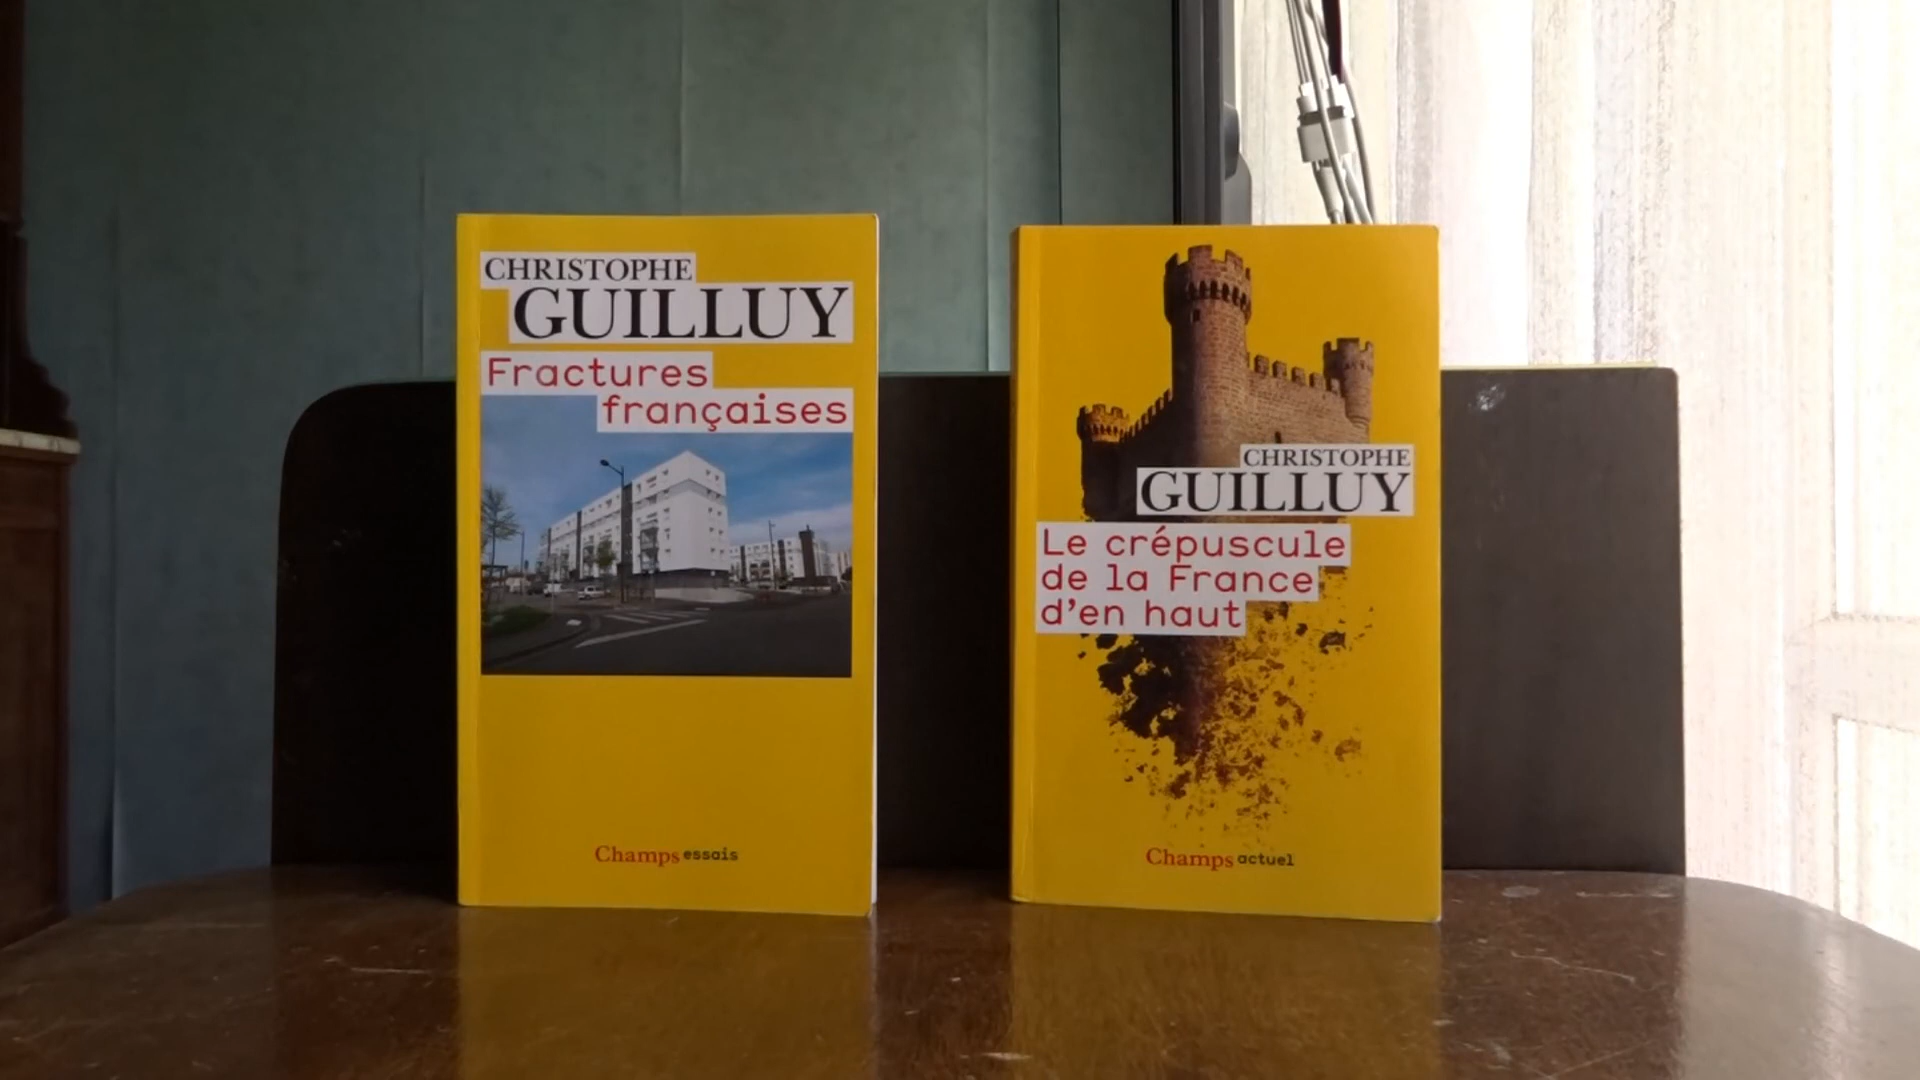 CHRISTOPHE
GUILLUY
Fractures
françaises
Champs essais
CHRISTOPHE
GUILLUY
Le crépuscule
de la France
d'en haut
Champs actuel